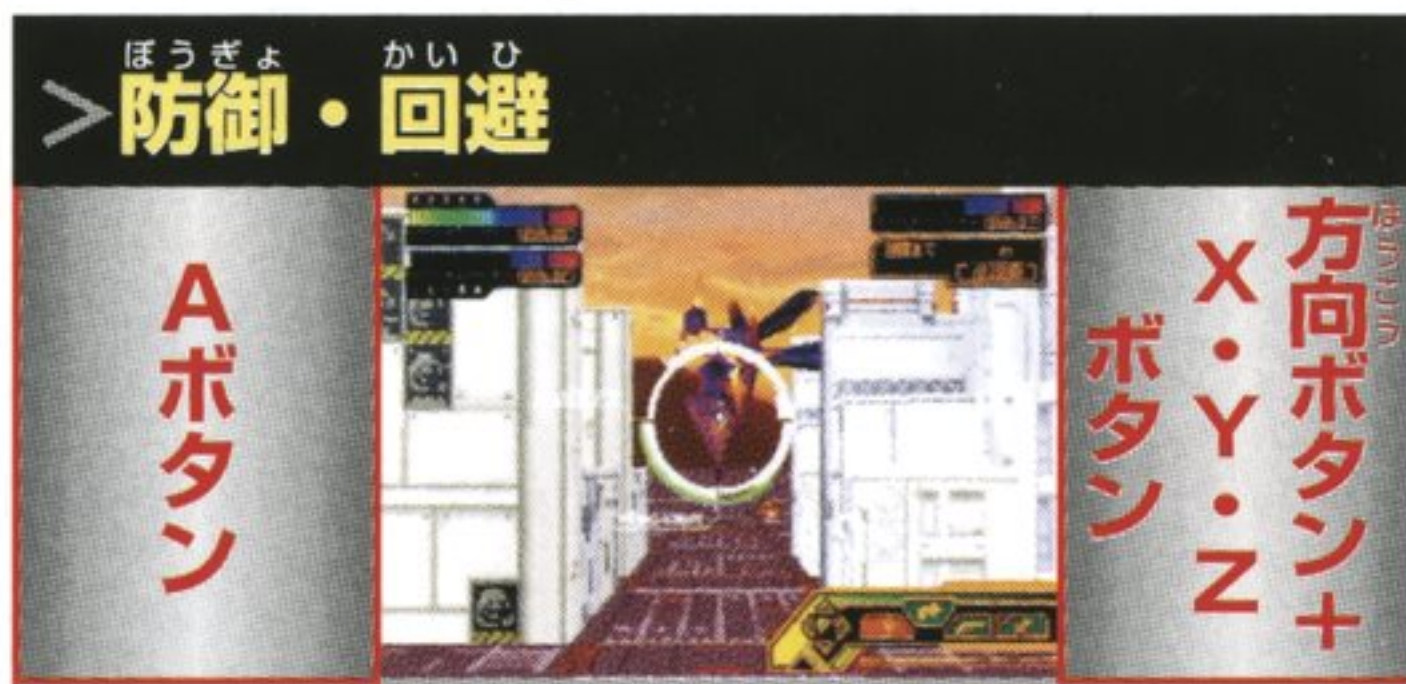 ぼうぎょ かいひ
>防御・回避
Aボタン
ほうこう
方向ボタン+
X・Y・Z
ボタン